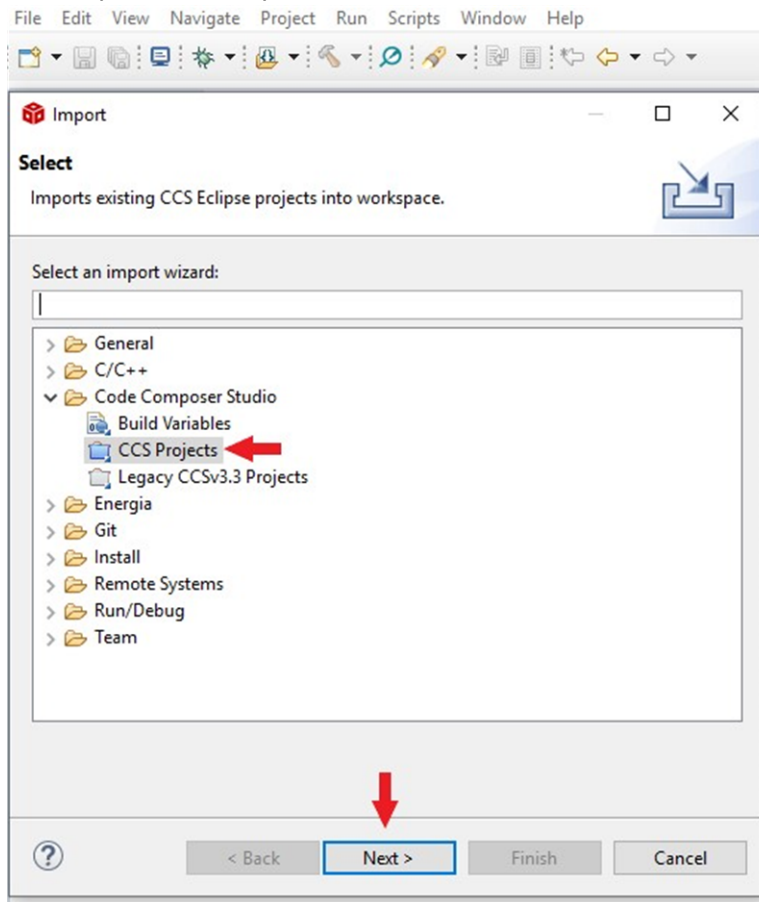 File Edit View Navigate Project Run Scripts Window Help
Import
Select
Imports existing CCS Eclipse projects into workspace.
Select an import wizard:
General
C/C++
Code Composer Studio
Build Variables
CCS Projects
Legacy CCSv3.3 Projects
Energia
Git
Install
Remote Systems
Run/Debug
Team
? < Back Next > Finish Cancel